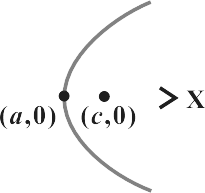 (a,0) (c,0) > X